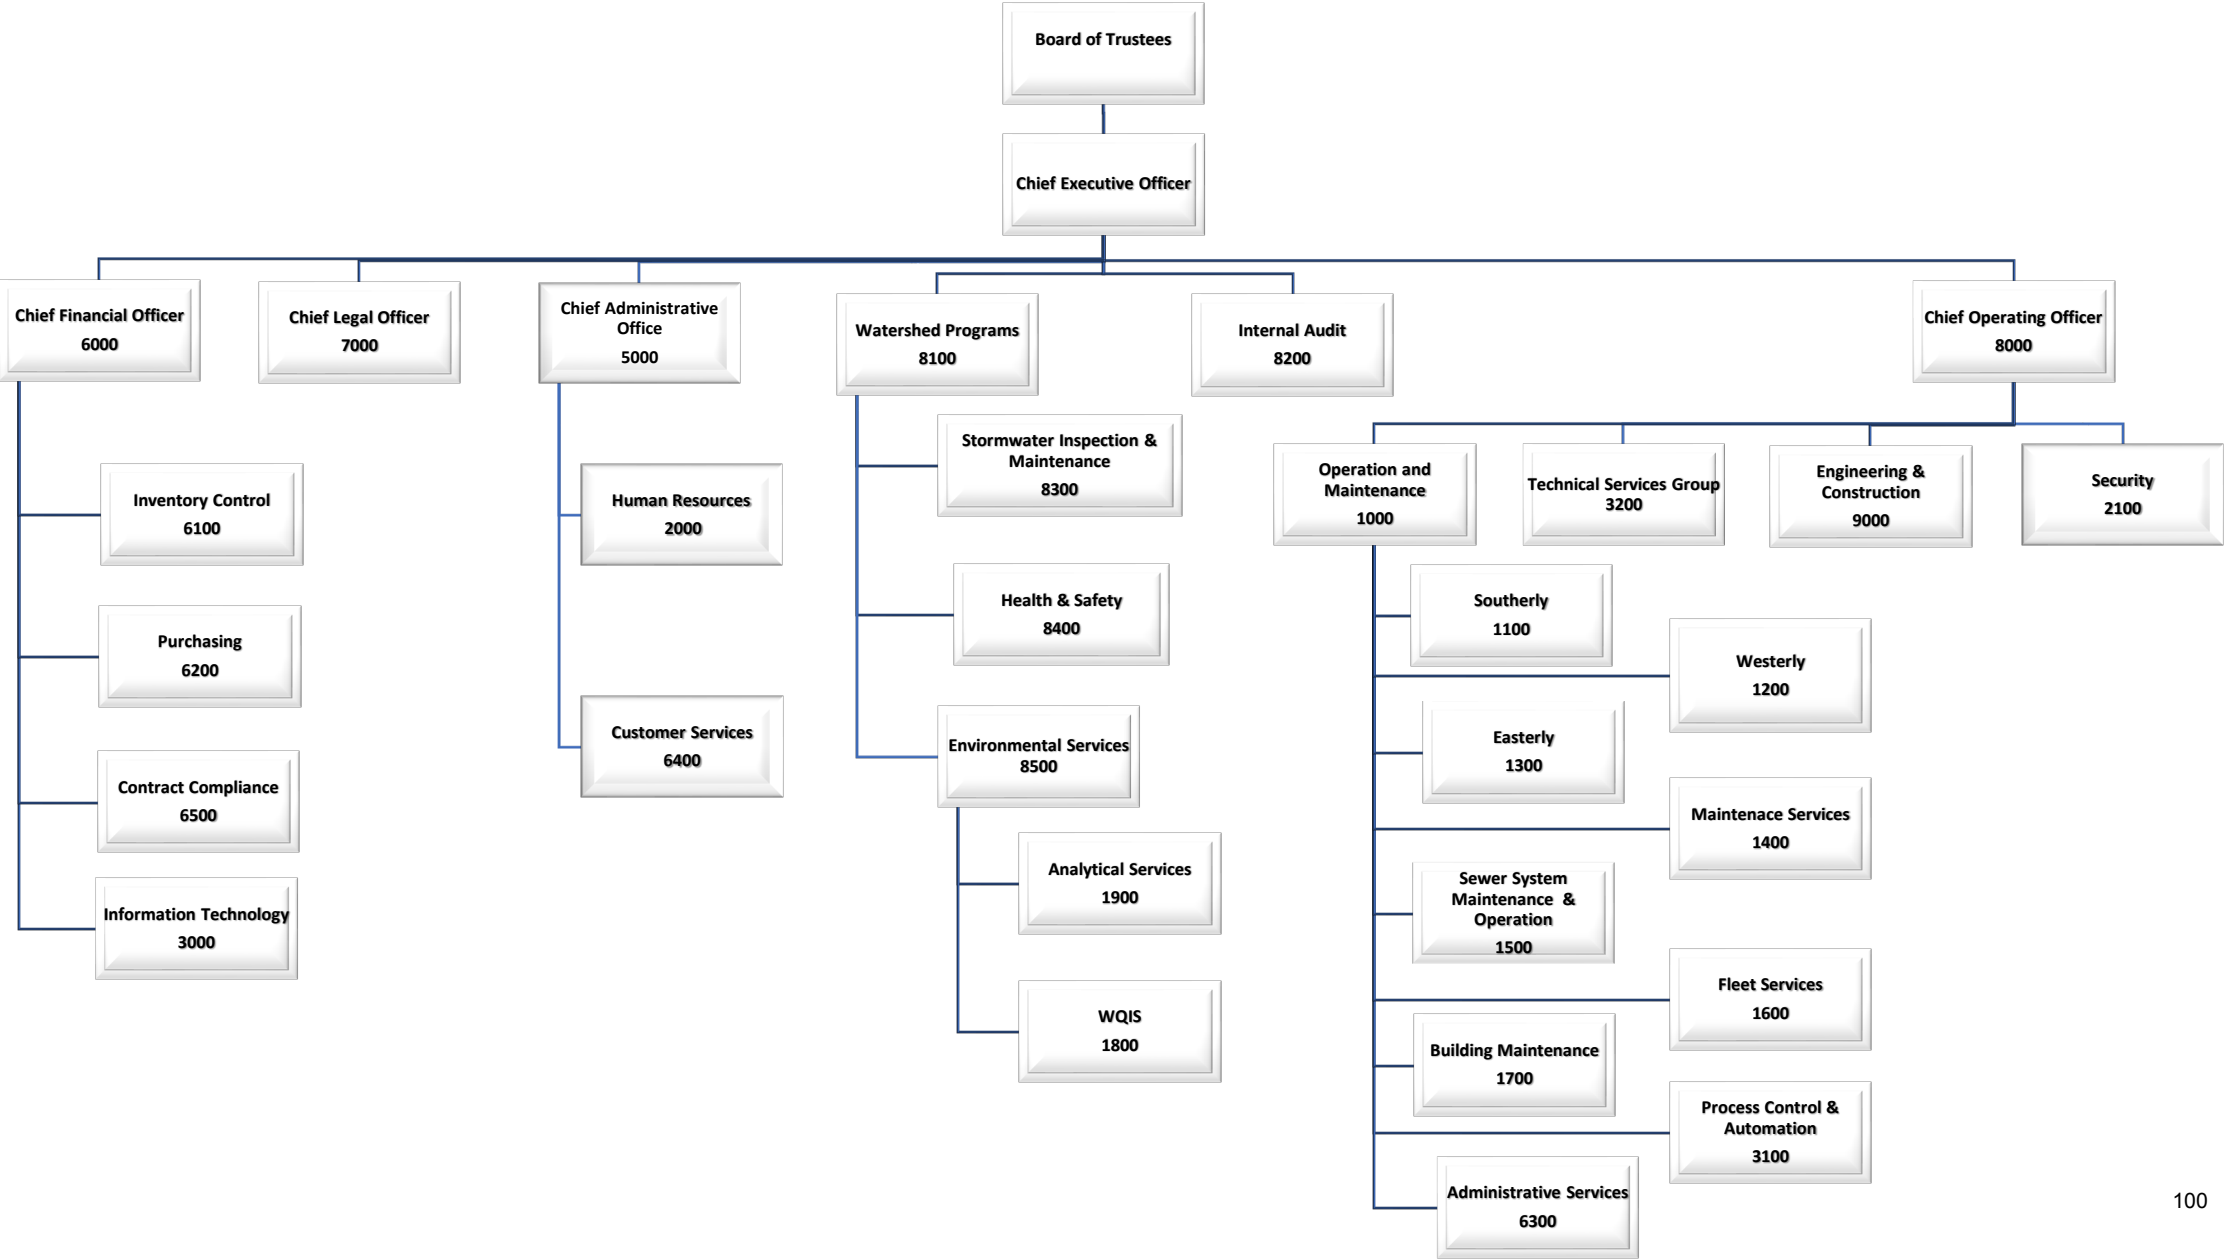 Board of Trustees
Chief Executive Officer
Chief Financial Officer
6000
Chief Legal Officer
7000
Chief Administrative
Office
5000
Watershed Programs
8100
Internal Audit
8200
Chief Operating Officer
8000
Inventory Control
6100
Purchasing
6200
Contract Compliance
6500
Information Technology
3000
Human Resources
2000
Customer Services
6400
Stormwater Inspection &
Maintenance
8300
Health & Safety
8400
Environmental Services
8500
Analytical Services
1900
WQIS
1800
Operation and
Maintenance
1000
Technical Services Group
3200
Engineering &
Construction
9000
Security
2100
Southerly
1100
Westerly
1200
Easterly
1300
Maintenace Services
1400
Sewer System
Maintenance &
Operation
1500
Fleet Services
1600
Building Maintenance
1700
Process Control &
Automation
3100
Administrative Services
6300
100